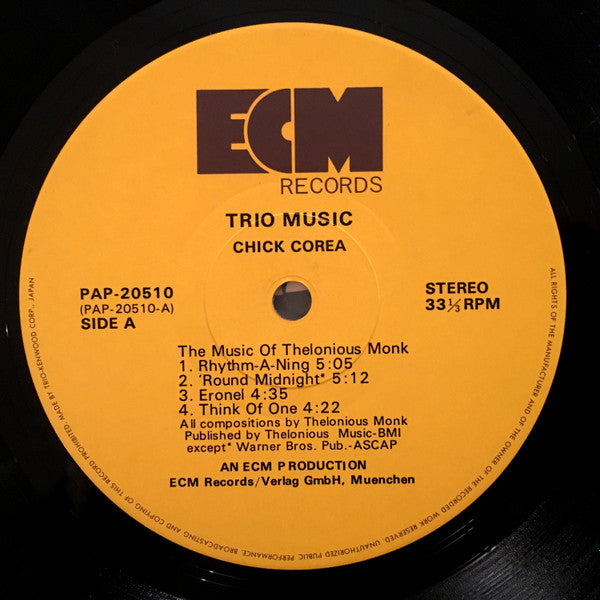 ECM
RECORDS
TRIO MUSIC
CHICK COREA
PAP-20510
(PAP-20510-A)
SIDE A
STEREO
33⅓ RPM
The Music Of Thelonious Monk
1. Rhythm-A-Ning 5:05
2. 'Round Midnight* 5:12
3. Eronel 4:35
4. Think Of One 4:22
All compositions by Thelonious Monk
Published by Thelonious Music-BMI
except* Warner Bros. Pub.-ASCAP
AN ECM PRODUCTION
ECM Records/Verlag GmbH, Muenchen
ALL RIGHTS OF THE MANUFACTURER AND OF THE OWNER OF THE RECORDED WORK RESERVED. UNAUTHORIZED PUBLIC PERFORMANCE, BROADCASTING AND COPYING OF THIS RECORD PROHIBITED. MADE BY TRIO-KENWOOD CORP., JAPAN